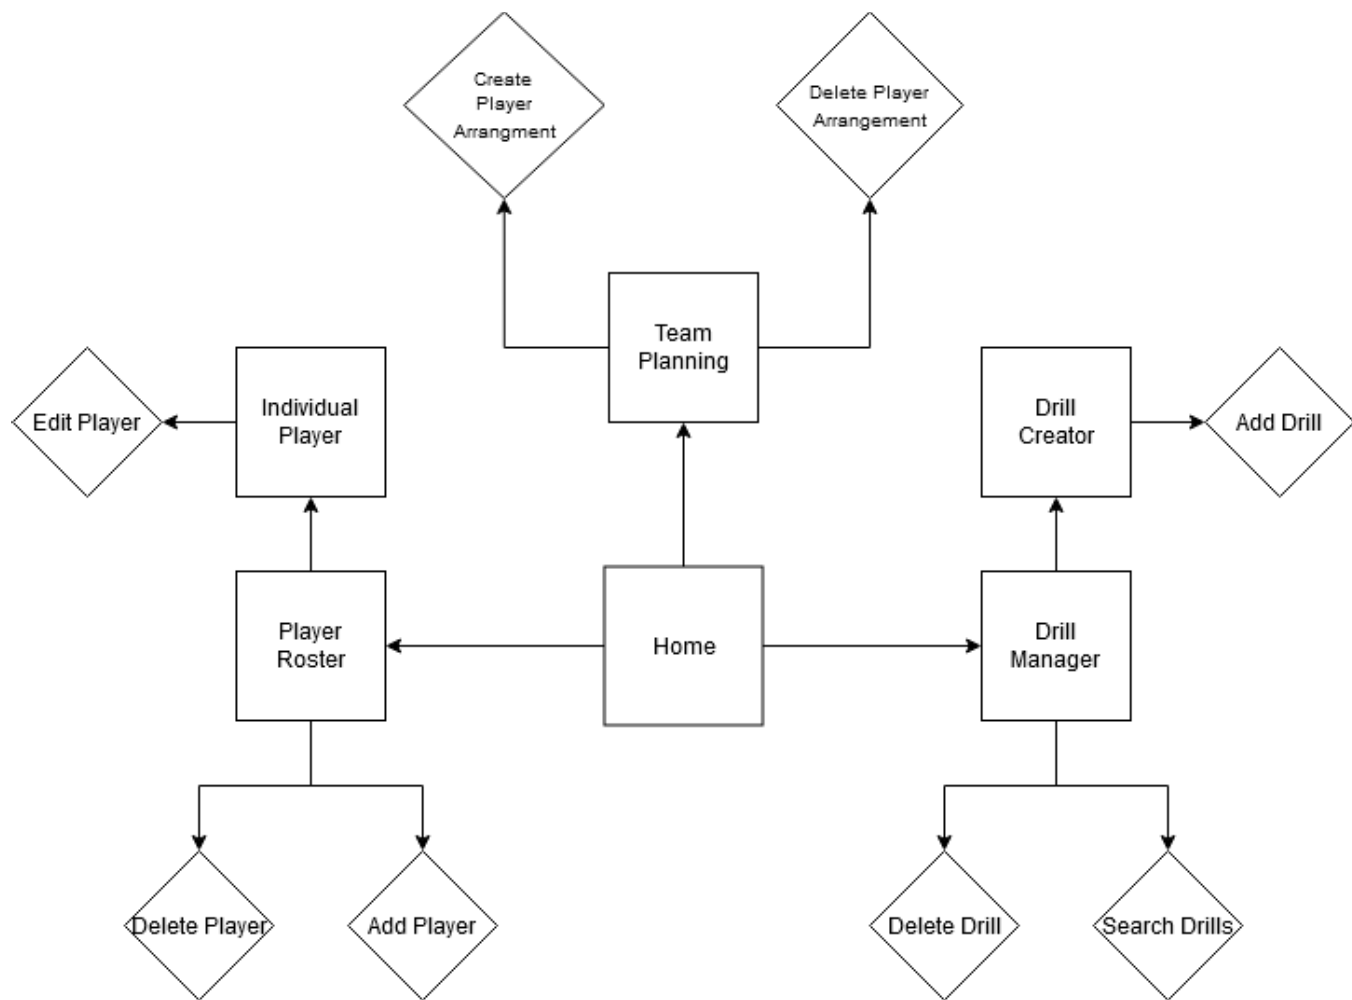 Create
Player
Arrangment
Delete Player
Arrangement
Team
Planning
Edit Player
Individual
Player
Drill
Creator
Add Drill
Player
Roster
Home
Drill
Manager
Delete Player
Add Player
Delete Drill
Search Drills